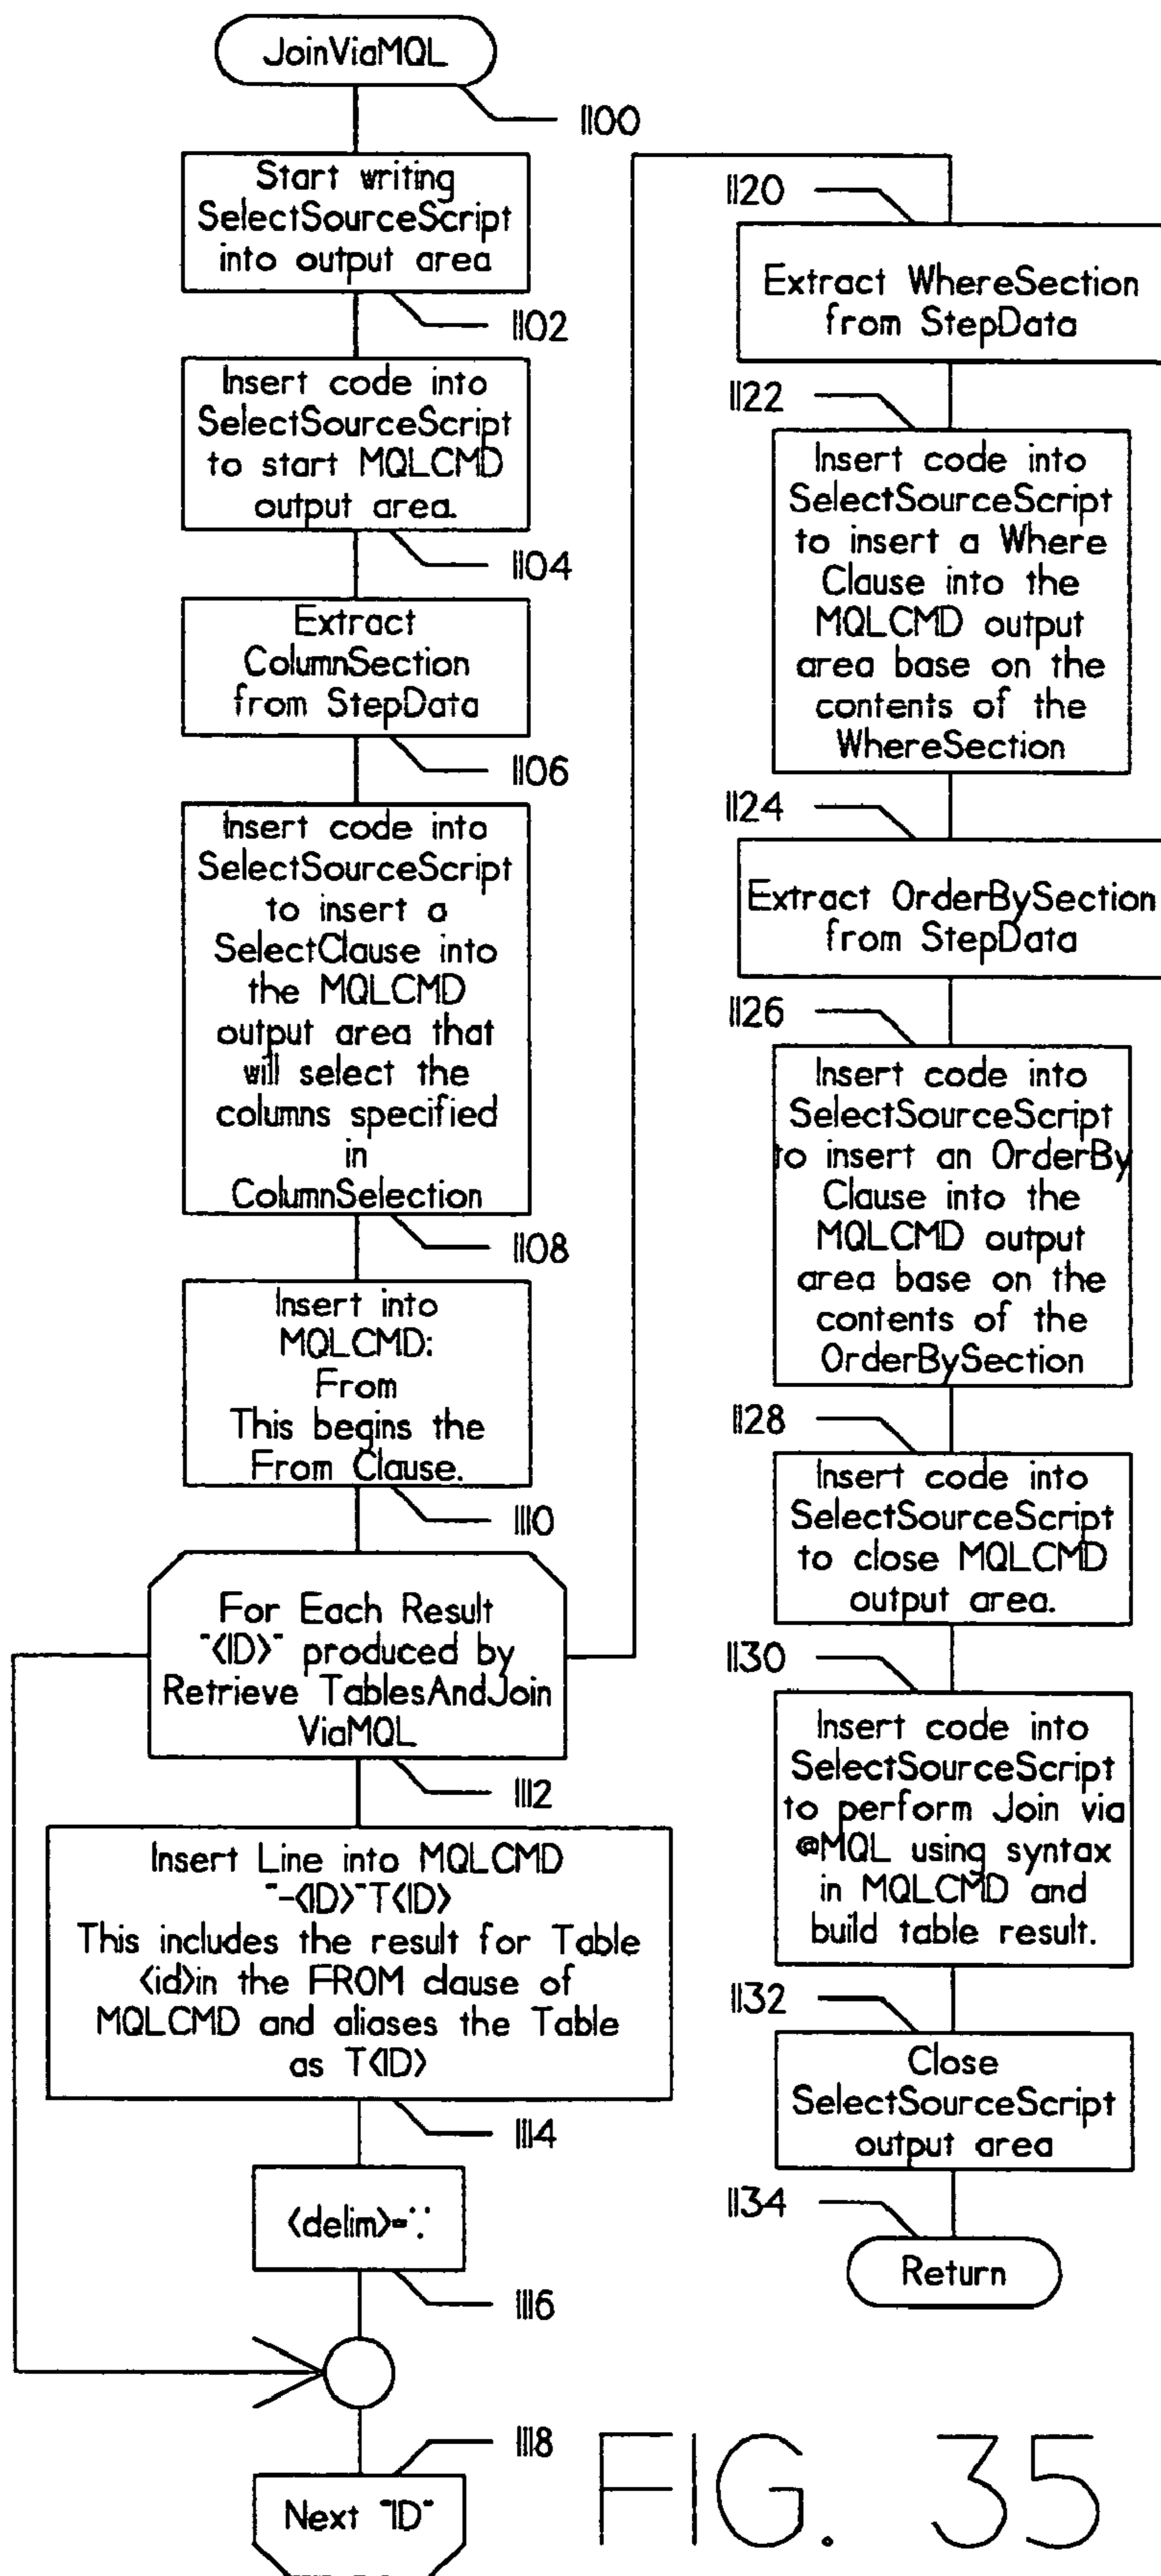 JoinViaMQL
1100
Start writing
SelectSourceScript
into output area
1102
Insert code into
SelectSourceScript
to start MQLCMD
output area.
1104
Extract
ColumnSection
from StepData
1106
Insert code into
SelectSourceScript
to insert a
SelectClause into
the MQLCMD
output area that
will select the
columns specified
in
ColumnSelection
1108
Insert into
MQLCMD:
From
This begins the
From Clause.
1110
For Each Result
"<ID>" produced by
Retrieve TablesAndJoin
ViaMQL
1112
Insert Line into MQLCMD
"-<ID>"T<ID>
This includes the result for Table
<id>in the FROM clause of
MQLCMD and aliases the Table
as T<ID>
1114
<delim>=","
1116
1118
Next "ID"
1120
Extract WhereSection
from StepData
1122
Insert code into
SelectSourceScript
to insert a Where
Clause into the
MQLCMD output
area base on the
contents of the
WhereSection
1124
Extract OrderBySection
from StepData
1126
Insert code into
SelectSourceScript
to insert an OrderBy
Clause into the
MQLCMD output
area base on the
contents of the
OrderBySection
1128
Insert code into
SelectSourceScript
to close MQLCMD
output area.
1130
Insert code into
SelectSourceScript
to perform Join via
@MQL using syntax
in MQLCMD and
build table result.
1132
Close
SelectSourceScript
output area
1134
Return
FIG. 35